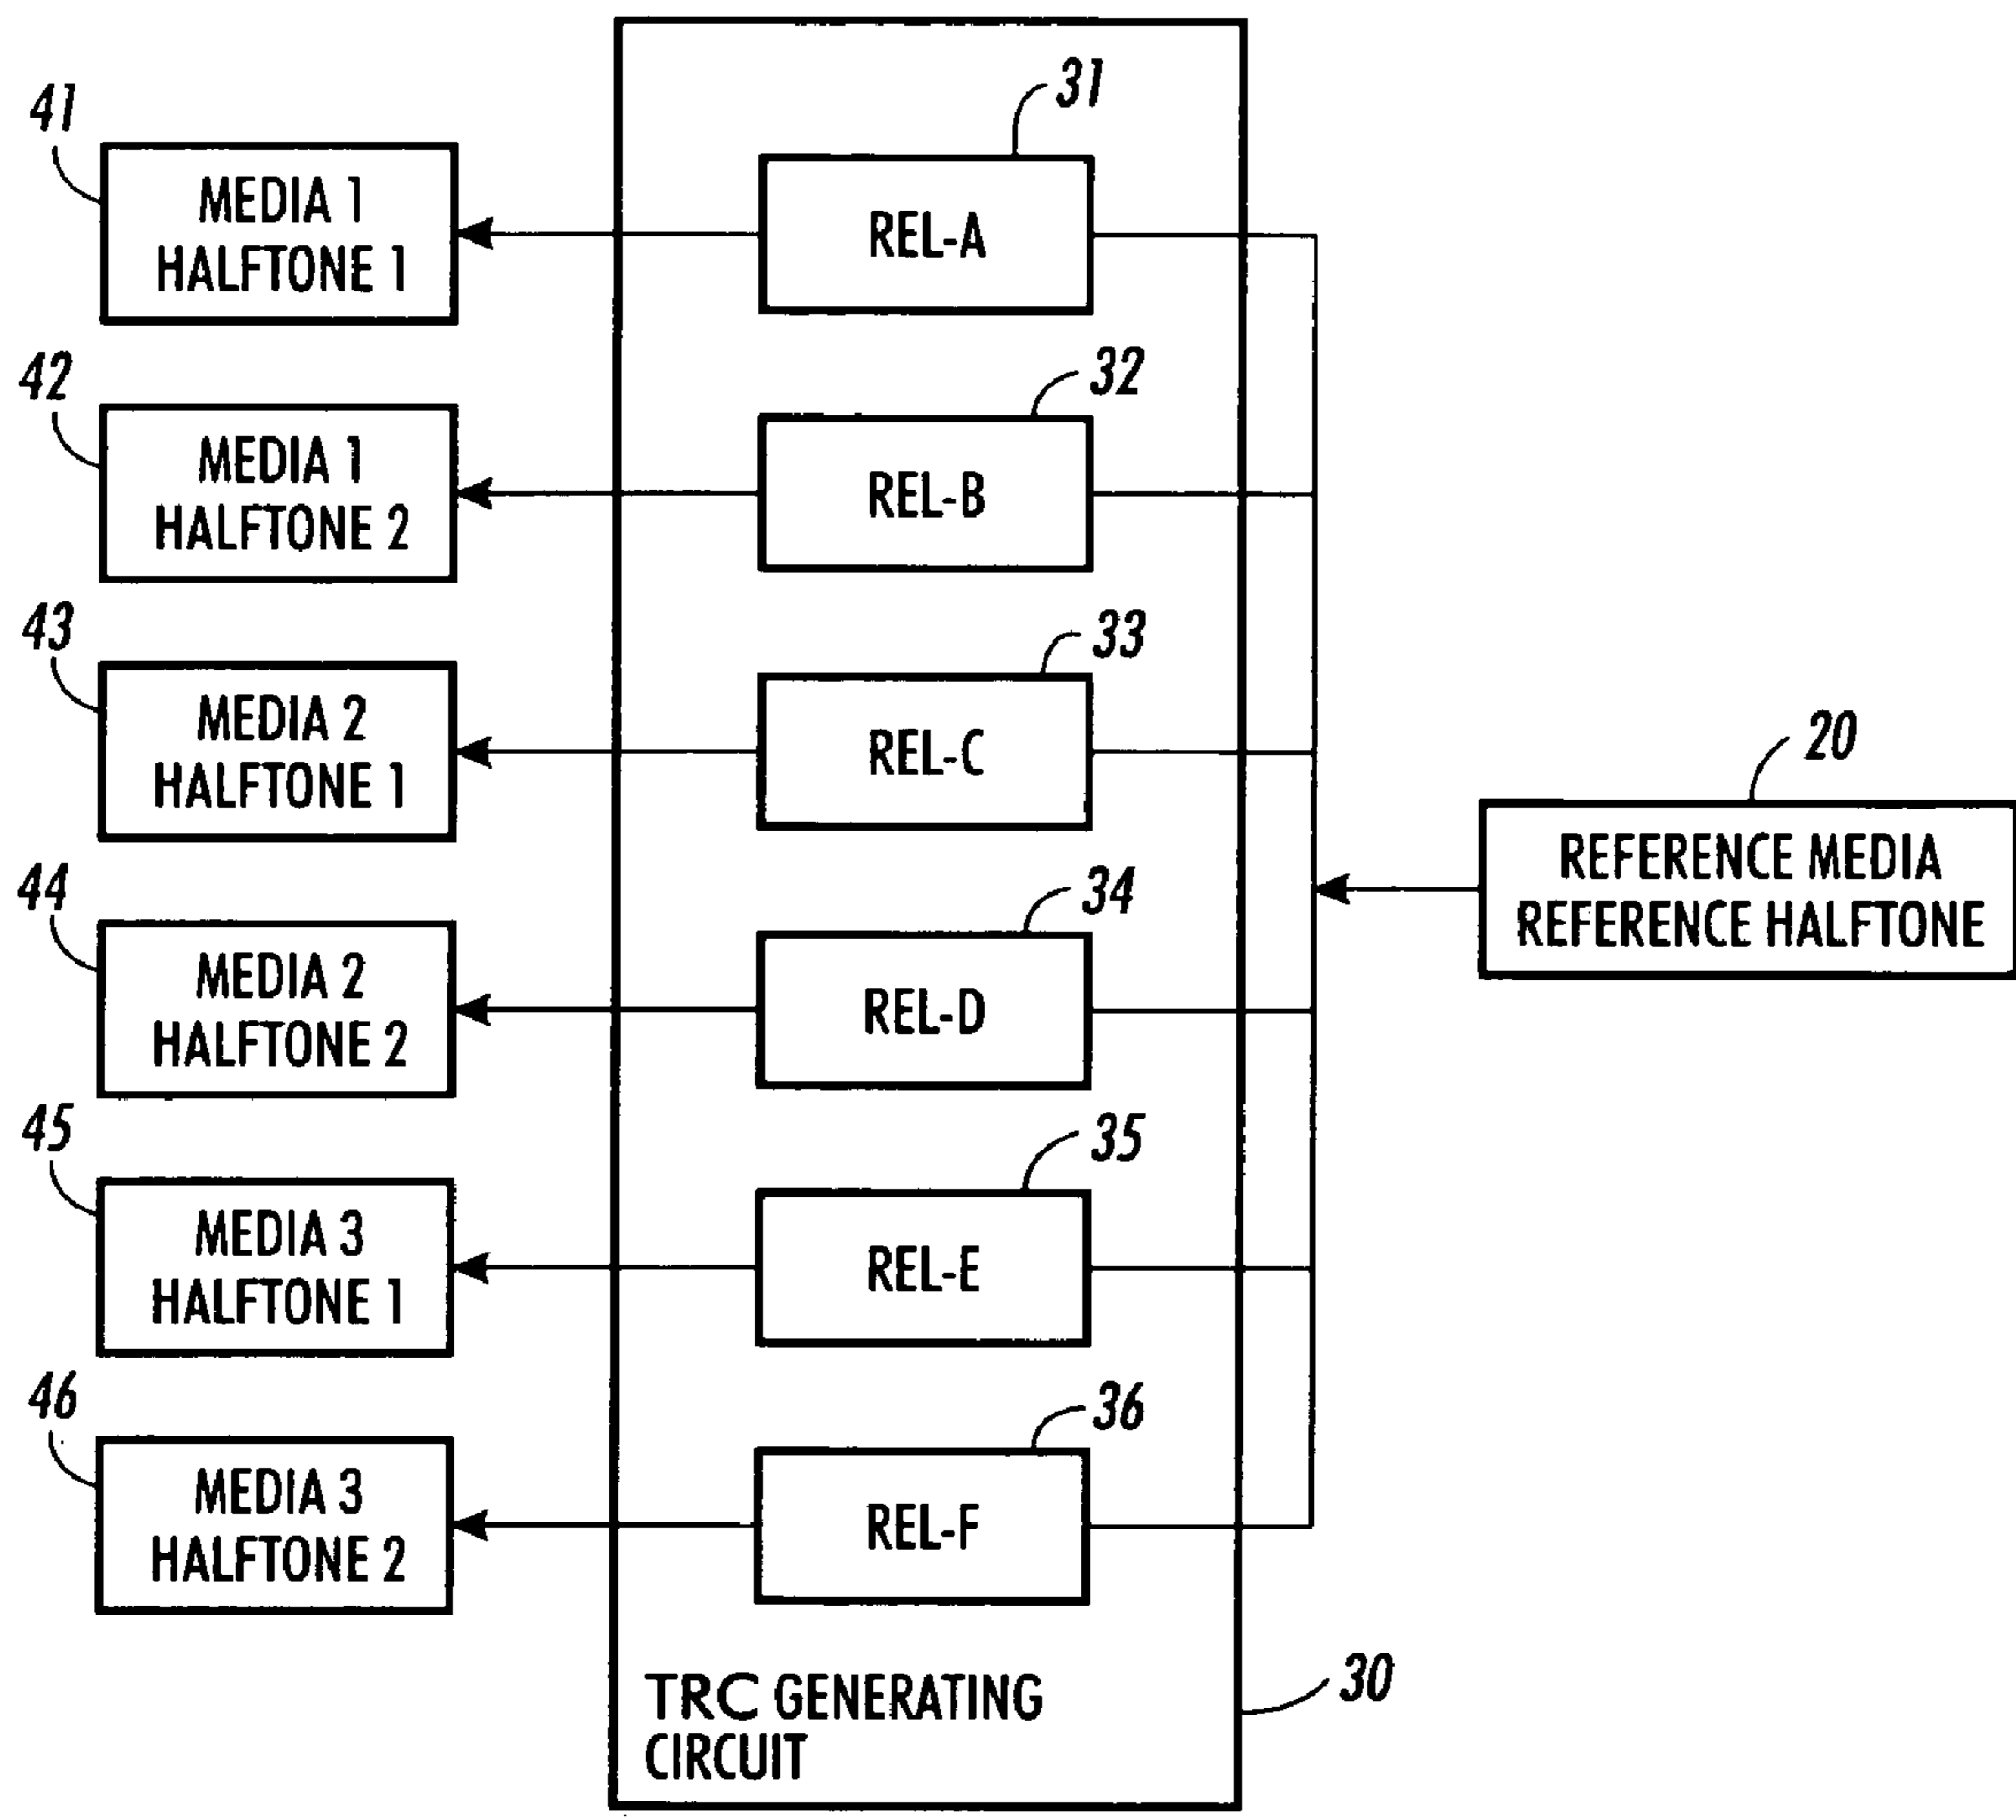 31
41
MEDIA 1
HALFTONE 1
REL-A
32
42
MEDIA 1
HALFTONE 2
REL-B
33
43
MEDIA 2
HALFTONE 1
REL-C
20
REFERENCE MEDIA
REFERENCE HALFTONE
34
44
MEDIA 2
HALFTONE 2
REL-D
35
45
MEDIA 3
HALFTONE 1
REL-E
36
46
MEDIA 3
HALFTONE 2
REL-F
30
TRC GENERATING
CIRCUIT